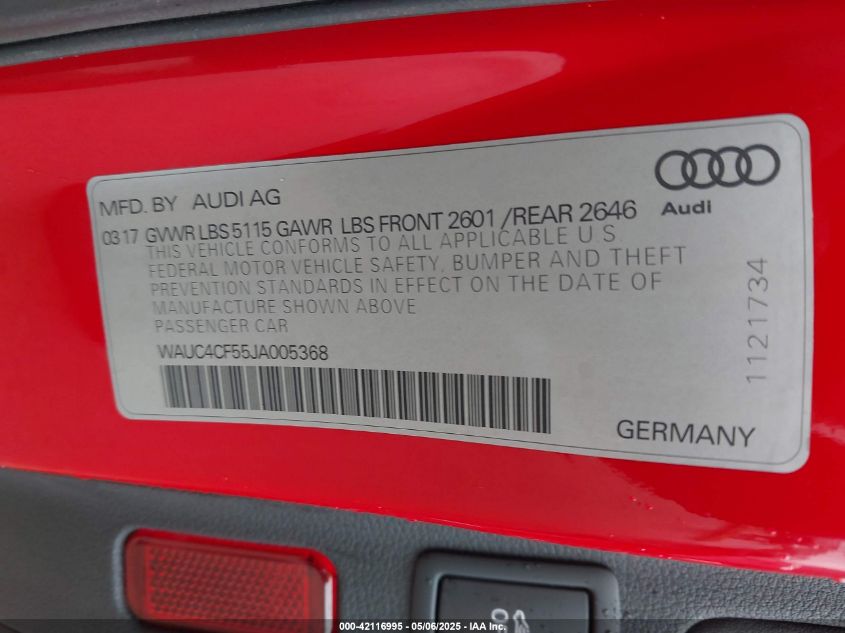 MFD. BY AUDI AG
Audi
0317 GVWR LBS 5115 GAWR LBS FRONT 2601 /REAR 2646
THIS VEHICLE CONFORMS TO ALL APPLICABLE U.S.
FEDERAL MOTOR VEHICLE SAFETY, BUMPER AND THEFT
PREVENTION STANDARDS IN EFFECT ON THE DATE OF
MANUFACTURE SHOWN ABOVE
PASSENGER CAR
WAUC4CF55JA005368
1121734
GERMANY
000-42116995 - 05/06/2025 - IAA Inc.